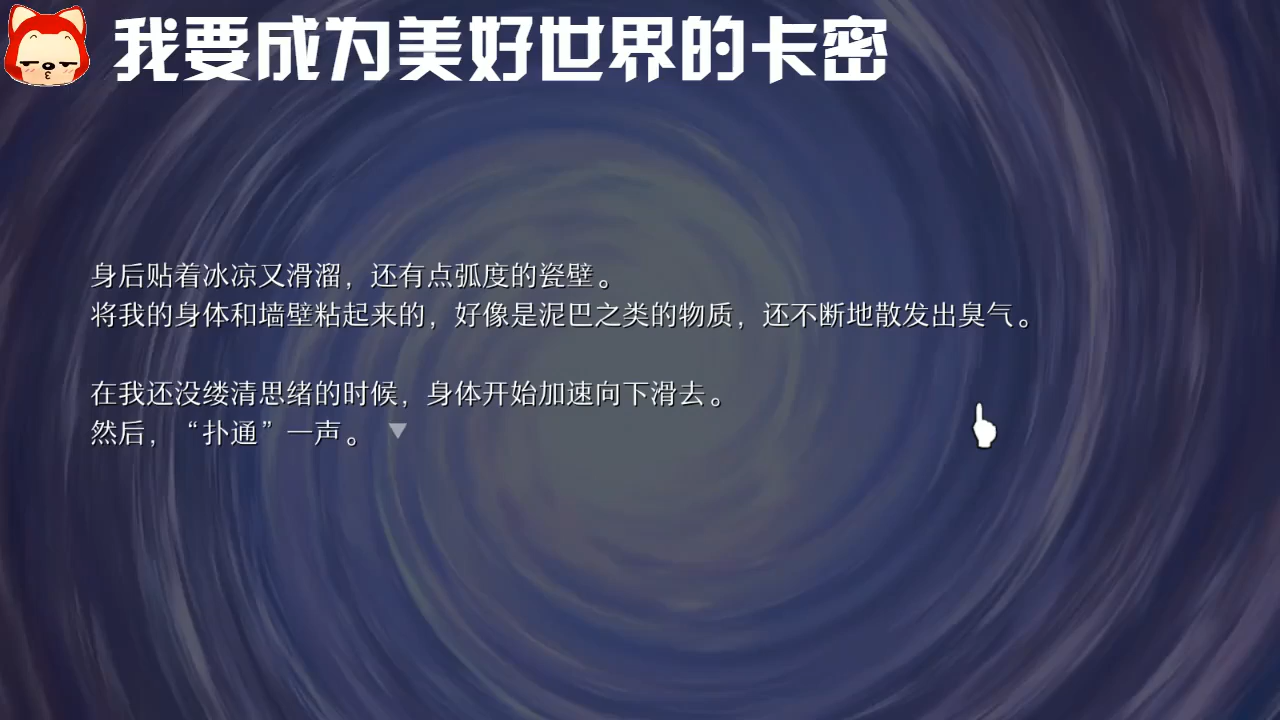 我要成为美好世界的卡密
身后贴着冰凉又滑溜，还有点弧度的瓷壁。
将我的身体和墙壁粘起来的，好像是泥巴之类的物质，还不断地散发出臭气。
在我还没缕清思绪的时候，身体开始加速向下滑去。
然后，“扑通”一声。